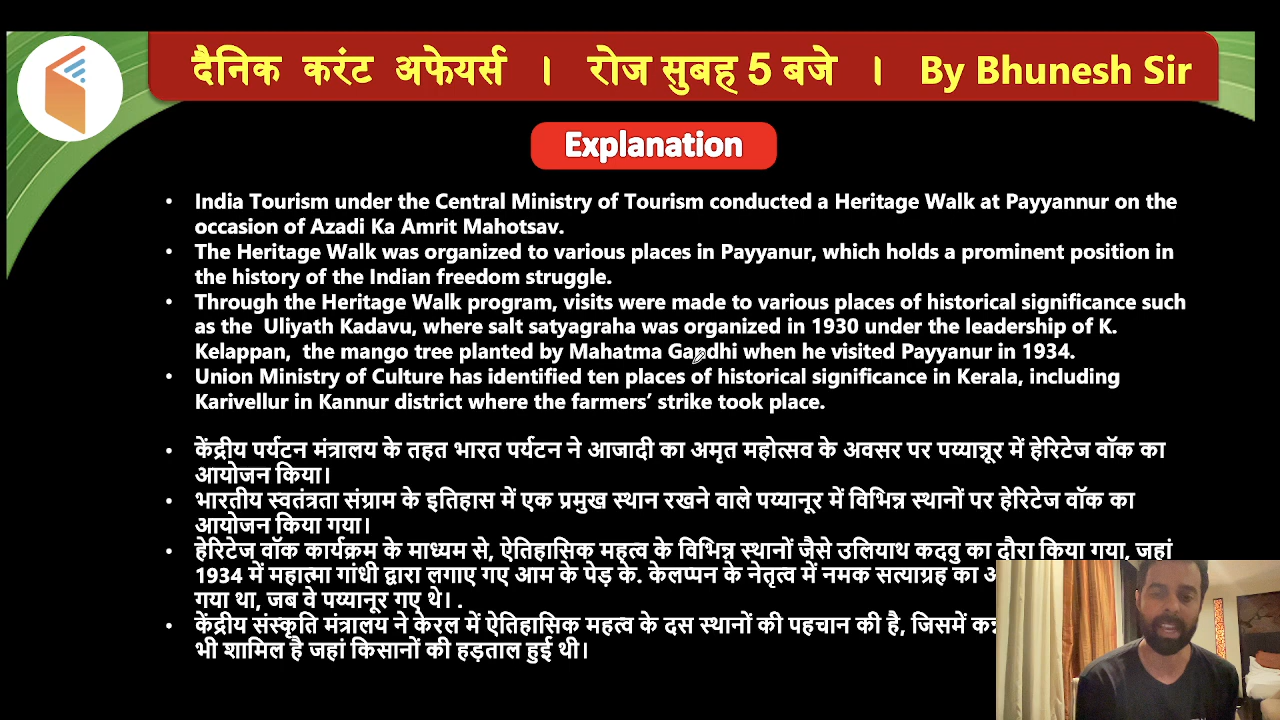 दैनिक करंट अफेयर्स । रोज सुबह 5 बजे । By Bhunesh Sir
Explanation
• India Tourism under the Central Ministry of Tourism conducted a Heritage Walk at Payyannur on the
occasion of Azadi Ka Amrit Mahotsav.
• The Heritage Walk was organized to various places in Payyanur, which holds a prominent position in
the history of the Indian freedom struggle.
• Through the Heritage Walk program, visits were made to various places of historical significance such
as the Uliyath Kadavu, where salt satyagraha was organized in 1930 under the leadership of K.
Kelappan, the mango tree planted by Mahatma Gandhi when he visited Payyanur in 1934.
• Union Ministry of Culture has identified ten places of historical significance in Kerala, including
Karivellur in Kannur district where the farmers’ strike took place.
• केंद्रीय पर्यटन मंत्रालय के तहत भारत पर्यटन ने आजादी का अमृत महोत्सव के अवसर पर पय्यान्नूर में हेरिटेज वॉक का
आयोजन किया।
• भारतीय स्वतंत्रता संग्राम के इतिहास में एक प्रमुख स्थान रखने वाले पय्यानूर में विभिन्न स्थानों पर हेरिटेज वॉक का
आयोजन किया गया।
• हेरिटेज वॉक कार्यक्रम के माध्यम से, ऐतिहासिक महत्व के विभिन्न स्थानों जैसे उलियाथ कदवु का दौरा किया गया, जहां
1934 में महात्मा गांधी द्वारा लगाए गए आम के पेड़ के. केलप्पन के नेतृत्व में नमक सत्याग्रह का
गया था, जब वे पय्यानूर गए थे। .
• केंद्रीय संस्कृति मंत्रालय ने केरल में ऐतिहासिक महत्व के दस स्थानों की पहचान की है, जिसमें
भी शामिल है जहां किसानों की हड़ताल हुई थी।